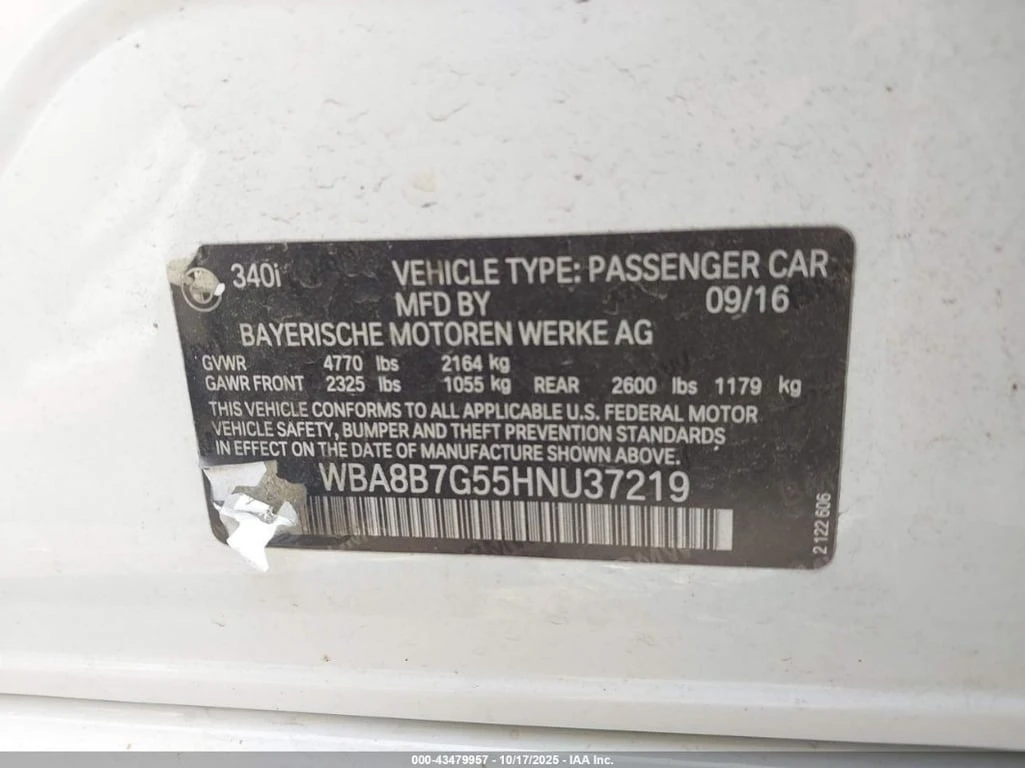 340i
VEHICLE TYPE: PASSENGER CAR
MFD BY 09/16
BAYERISCHE MOTOREN WERKE AG
GVWR 4770 lbs 2164 kg
GAWR FRONT 2325 lbs 1055 kg REAR 2600 lbs 1179 kg
THIS VEHICLE CONFORMS TO ALL APPLICABLE U.S. FEDERAL MOTOR
VEHICLE SAFETY, BUMPER AND THEFT PREVENTION STANDARDS
IN EFFECT ON THE DATE OF MANUFACTURE SHOWN ABOVE.
WBA8B7G55HNU37219
2 122 606
000-43479957 | 10/17/2025 | IAA Inc.